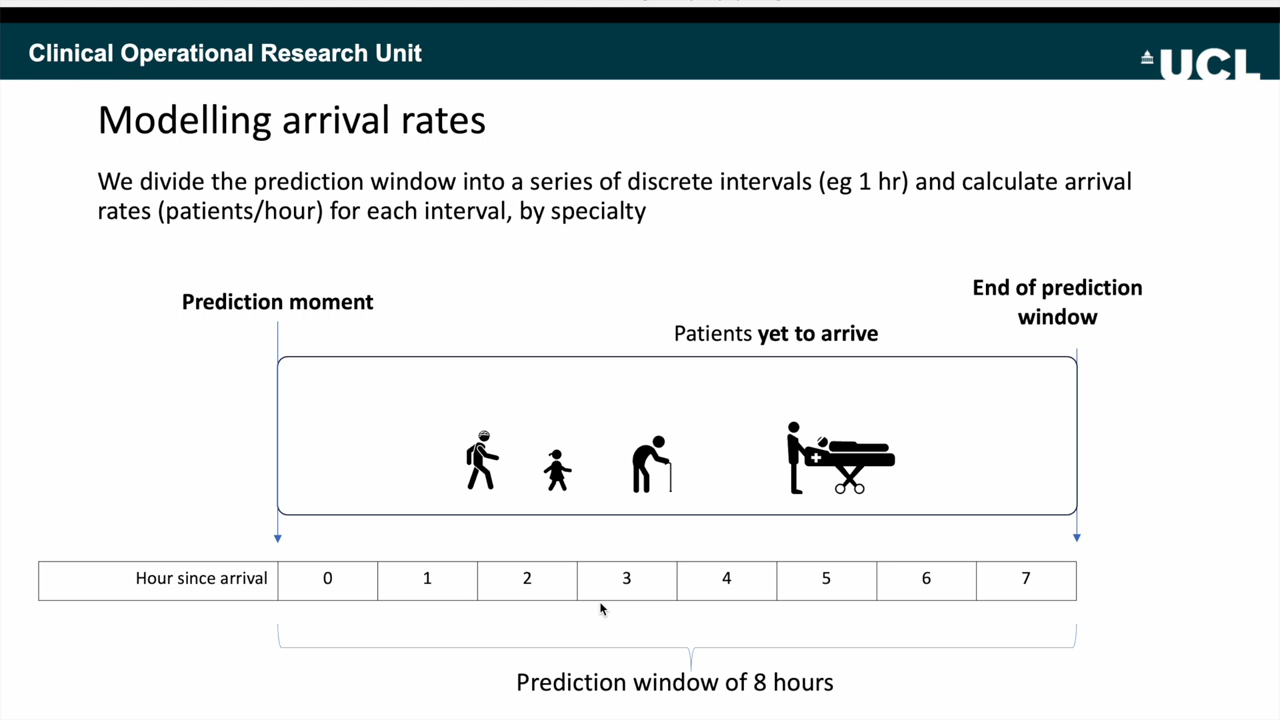 Clinical Operational Research Unit
UCL
Modelling arrival rates
We divide the prediction window into a series of discrete intervals (eg 1 hr) and calculate arrival
rates (patients/hour) for each interval, by specialty
Prediction moment
End of prediction
window
Patients yet to arrive
Hour since arrival 0 1 2 3 4 5 6 7
Prediction window of 8 hours